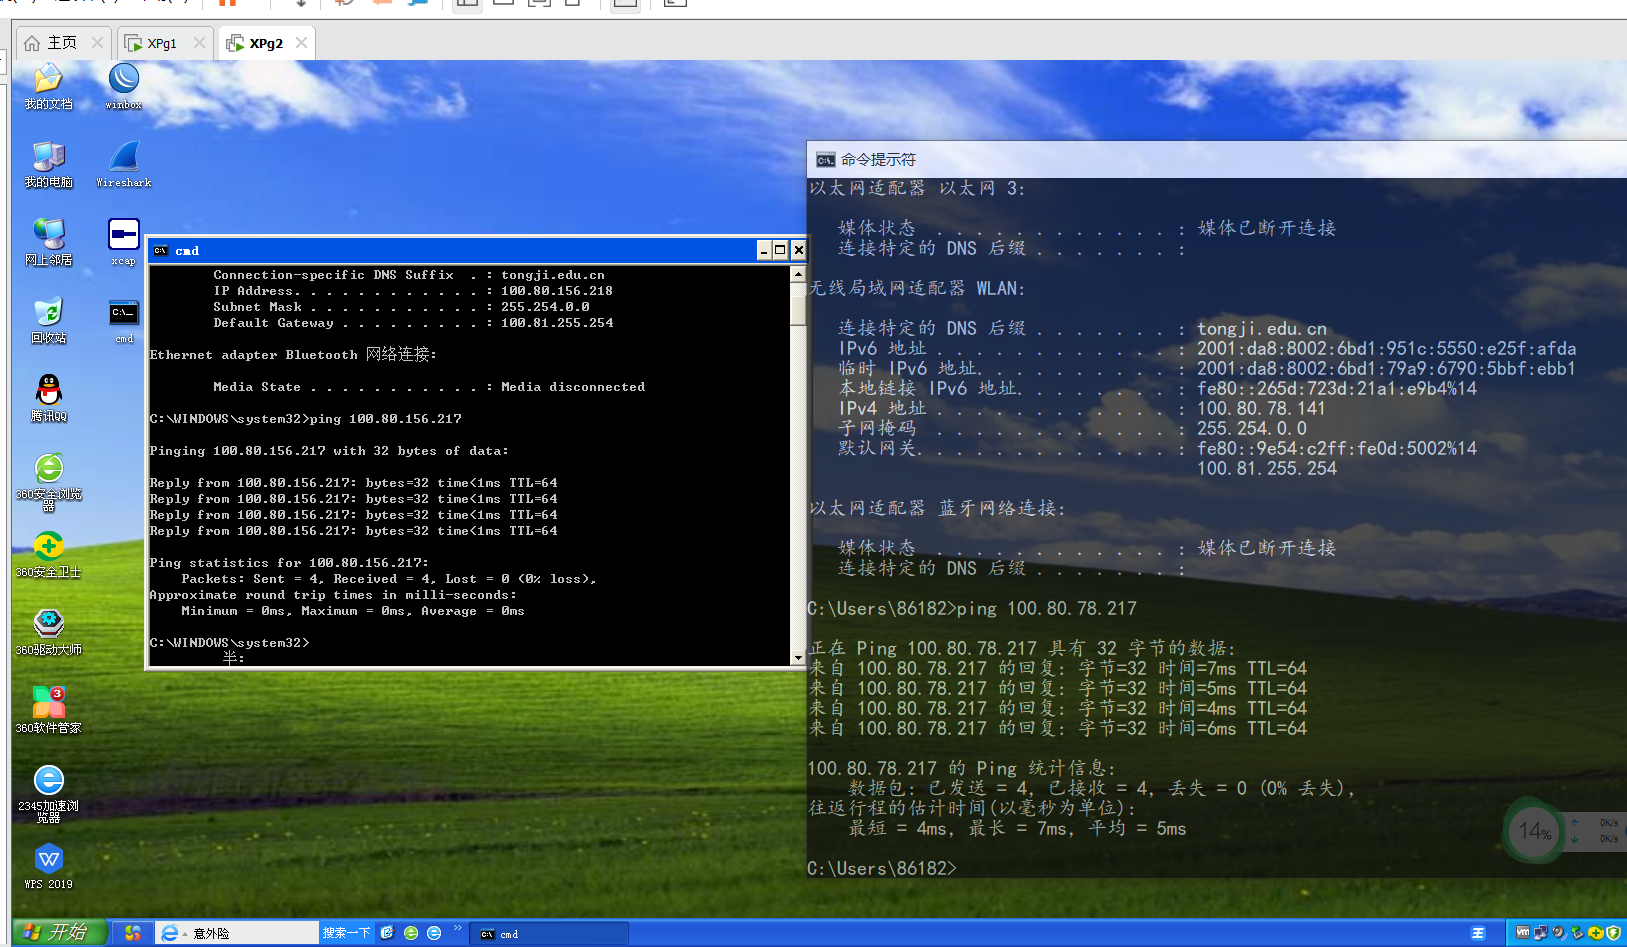 主页
XPg1
XPg2
我的文档
winbox
我的电脑
Wireshark
网上邻居
xcap
回收站
cmd
腾讯QQ
360安全浏览
器
360安全卫士
360驱动大师
3
360软件管家
2345加速浏
览器
WPS 2019
cmd
Connection-specific DNS Suffix  . : tongji.edu.cn
IP Address. . . . . . . . . . . . : 100.80.156.218
Subnet Mask . . . . . . . . . . . : 255.254.0.0
Default Gateway . . . . . . . . . : 100.81.255.254
Ethernet adapter Bluetooth 网络连接:
Media State . . . . . . . . . . . : Media disconnected
C:\WINDOWS\system32>ping 100.80.156.217
Pinging 100.80.156.217 with 32 bytes of data:
Reply from 100.80.156.217: bytes=32 time<1ms TTL=64
Reply from 100.80.156.217: bytes=32 time<1ms TTL=64
Reply from 100.80.156.217: bytes=32 time<1ms TTL=64
Reply from 100.80.156.217: bytes=32 time<1ms TTL=64
Ping statistics for 100.80.156.217:
Packets: Sent = 4, Received = 4, Lost = 0 (0% loss),
Approximate round trip times in milli-seconds:
Minimum = 0ms, Maximum = 0ms, Average = 0ms
C:\WINDOWS\system32>
半:
命令提示符
以太网适配器 以太网 3:
媒体状态  . . . . . . . . . . . . : 媒体已断开连接
连接特定的 DNS 后缀 . . . . . . . :
无线局域网适配器 WLAN:
连接特定的 DNS 后缀 . . . . . . . : tongji.edu.cn
IPv6 地址 . . . . . . . . . . . . : 2001:da8:8002:6bd1:951c:5550:e25f:afda
临时 IPv6 地址. . . . . . . . . . : 2001:da8:8002:6bd1:79a9:6790:5bbf:ebb1
本地链接 IPv6 地址. . . . . . . . : fe80::265d:723d:21a1:e9b4%14
IPv4 地址 . . . . . . . . . . . . : 100.80.78.141
子网掩码  . . . . . . . . . . . . : 255.254.0.0
默认网关. . . . . . . . . . . . . : fe80::9e54:c2ff:fe0d:5002%14
100.81.255.254
以太网适配器 蓝牙网络连接:
媒体状态  . . . . . . . . . . . . : 媒体已断开连接
连接特定的 DNS 后缀 . . . . . . . :
C:\Users\86182>ping 100.80.78.217
正在 Ping 100.80.78.217 具有 32 字节的数据:
来自 100.80.78.217 的回复: 字节=32 时间=7ms TTL=64
来自 100.80.78.217 的回复: 字节=32 时间=5ms TTL=64
来自 100.80.78.217 的回复: 字节=32 时间=4ms TTL=64
来自 100.80.78.217 的回复: 字节=32 时间=6ms TTL=64
100.80.78.217 的 Ping 统计信息:
数据包: 已发送 = 4, 已接收 = 4, 丢失 = 0 (0% 丢失),
往返行程的估计时间(以毫秒为单位):
最短 = 4ms, 最长 = 7ms, 平均 = 5ms
C:\Users\86182>
14%
0K/s
0K/s
开始
意外险
搜索一下
cmd